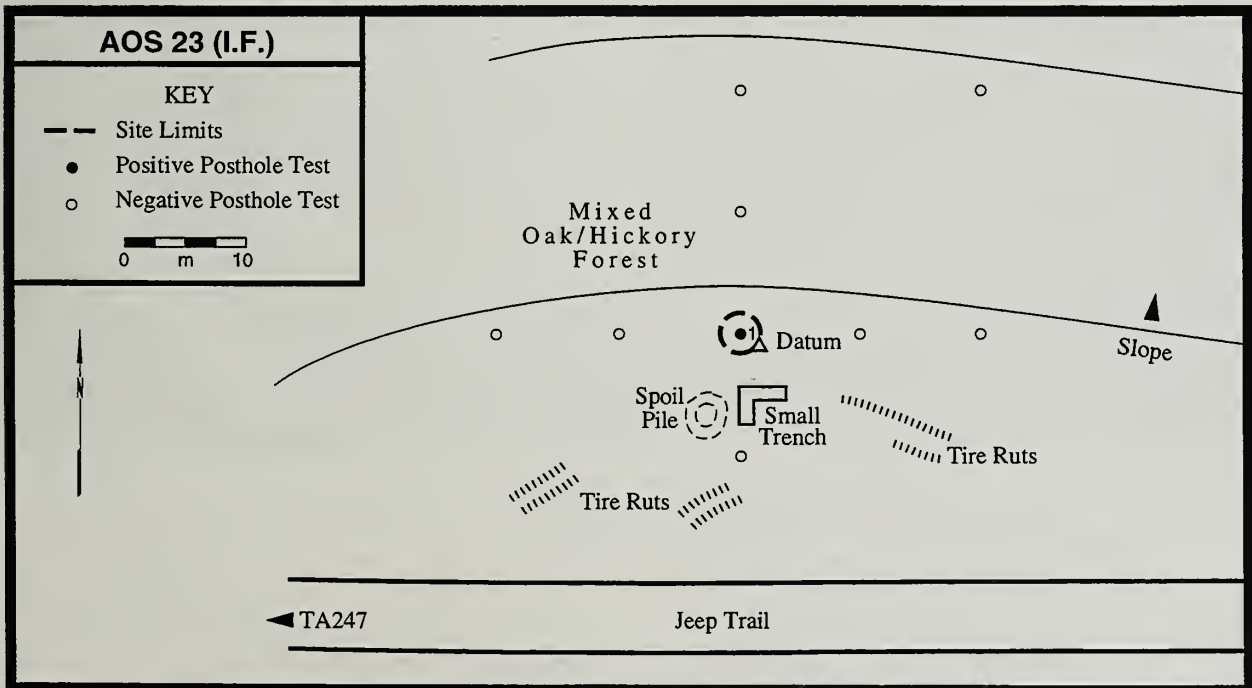 AOS 23 (I.F.)
KEY
Site Limits
Positive Posthole Test
Negative Posthole Test
0 m 10
N
Mixed
Oak/Hickory
Forest
1
Datum
Slope
Spoil
Pile
Small
Trench
Tire Ruts
Tire Ruts
TA247
Jeep Trail